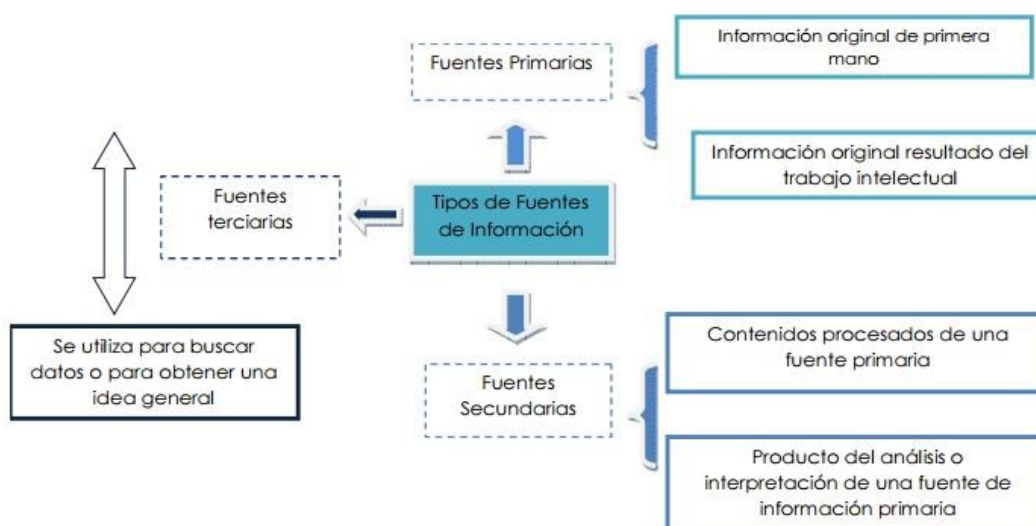 Fuentes Primarias
Información original de primera
mano
Información original resultado del
trabajo intelectual
Tipos de Fuentes
de Información
Fuentes
terciarias
Se utiliza para buscar
datos o para obtener una
idea general
Fuentes
Secundarias
Contenidos procesados de una
fuente primaria
Producto del análisis o
interpretación de una fuente de
información primaria